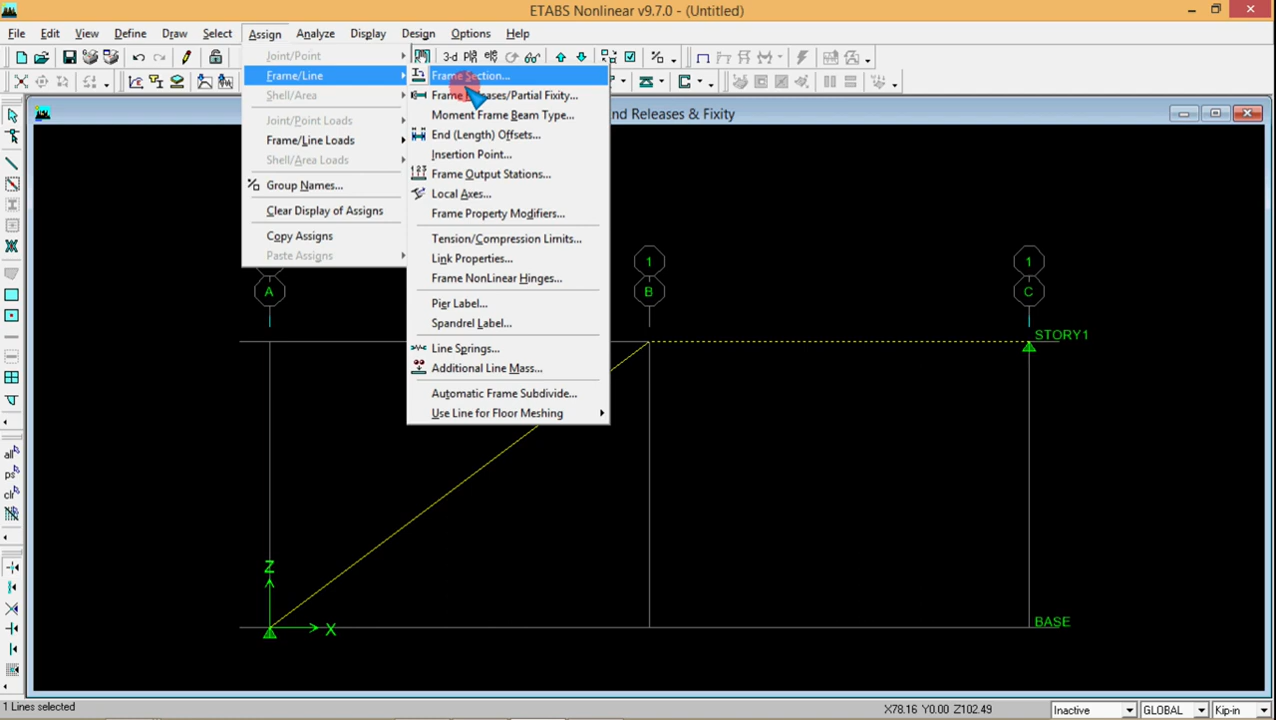 ETABS Nonlinear v9.7.0 - (Untitled)
File Edit View Define Draw Select Assign Analyze Display Design Options Help
Joint/Point
Frame/Line
Shell/Area
Joint/Point Loads
Frame/Line Loads
Shell/Area Loads
Group Names...
Clear Display of Assigns
Copy Assigns
Paste Assigns
3-d
Frame Section...
Frame Releases/Partial Fixity...
Moment Frame Beam Type...
End (Length) Offsets...
Insertion Point...
Frame Output Stations...
Local Axes...
Frame Property Modifiers...
Tension/Compression Limits...
Link Properties...
Frame NonLinear Hinges...
Pier Label...
Spandrel Label...
Line Springs...
Additional Line Mass...
Automatic Frame Subdivide...
Use Line for Floor Meshing
nd Releases & Fixity
1 1
A B C
STORY1
Z
X
BASE
all
ps
clr
1 Lines selected
X78.16 Y0.00 Z102.49
Inactive
GLOBAL
Kip-in